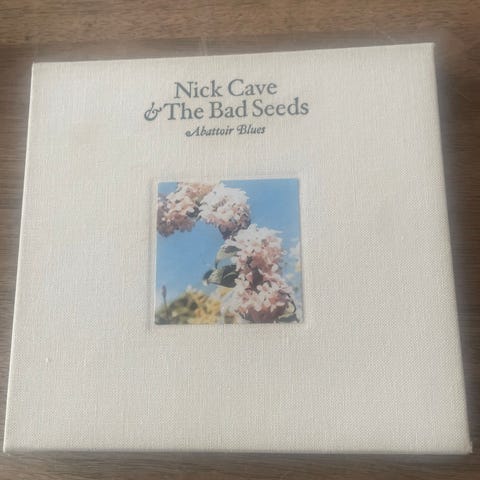 Nick Cave
& The Bad Seeds
Abattoir Blues